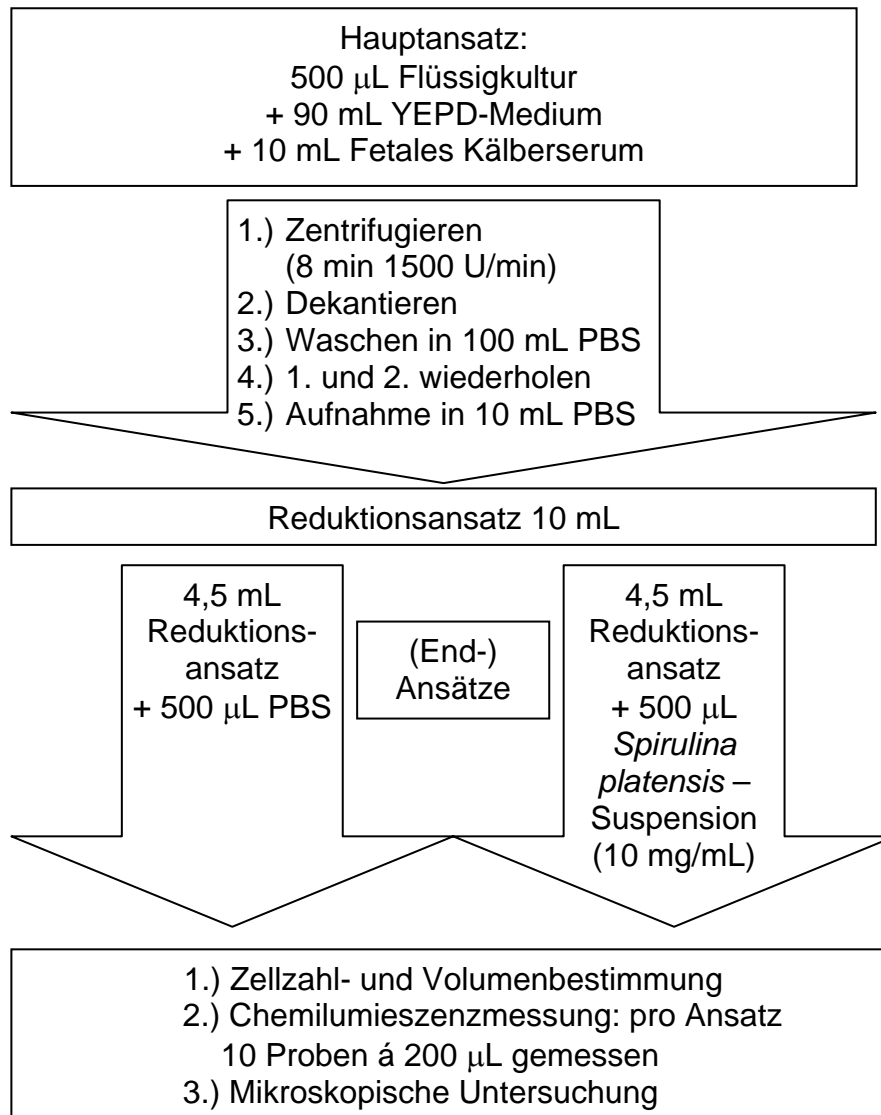 Hauptansatz:
500 μL Flüssigkultur
+ 90 mL YEPD-Medium
+ 10 mL Fetales Kälberserum
1.) Zentrifugieren
(8 min 1500 U/min)
2.) Dekantieren
3.) Waschen in 100 mL PBS
4.) 1. und 2. wiederholen
5.) Aufnahme in 10 mL PBS
Reduktionsansatz 10 mL
4,5 mL
Reduktions-
ansatz
+ 500 μL PBS
(End-)
Ansätze
4,5 mL
Reduktions-
ansatz
+ 500 μL
Spirulina
platensis –
Suspension
(10 mg/mL)
1.) Zellzahl- und Volumenbestimmung
2.) Chemilumieszenzmessung: pro Ansatz
10 Proben á 200 μL gemessen
3.) Mikroskopische Untersuchung